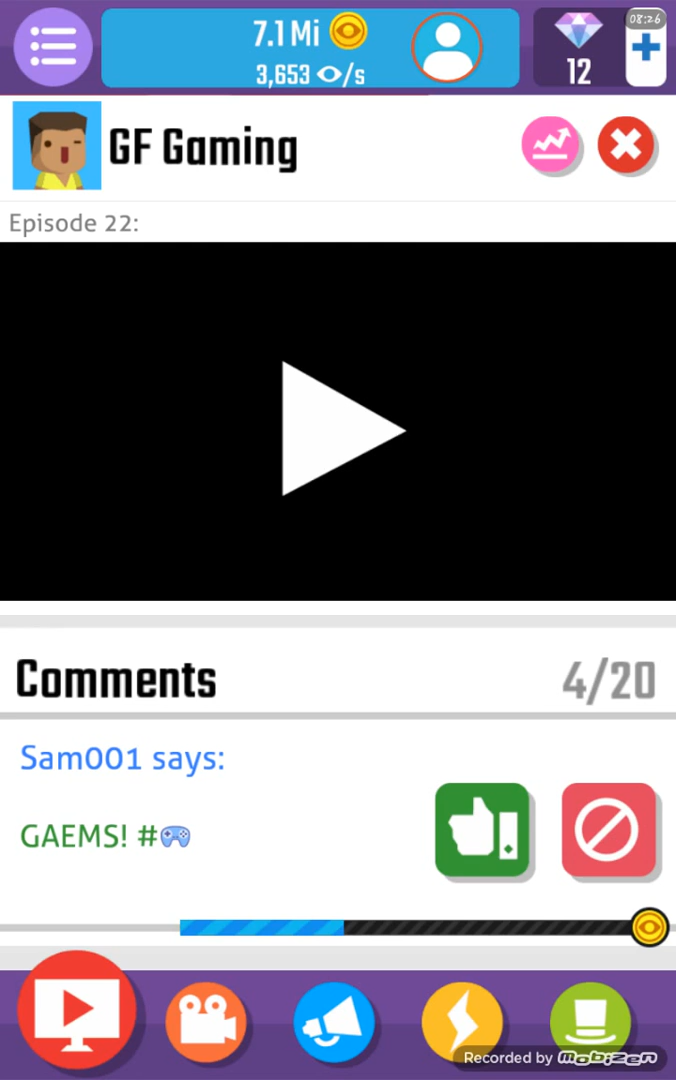 7.1 Mi
3,653 /s
12
08:26
GF Gaming
Episode 22:
Comments
4/20
Sam001 says:
GAEMS! #🎮
Recorded by mobizen